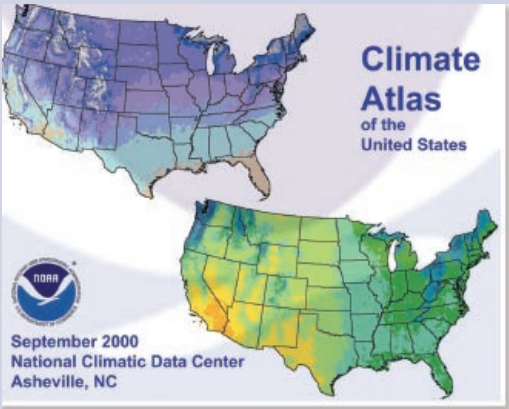 Climate
Atlas
of the
United States
NOAA
September 2000
National Climatic Data Center
Asheville, NC